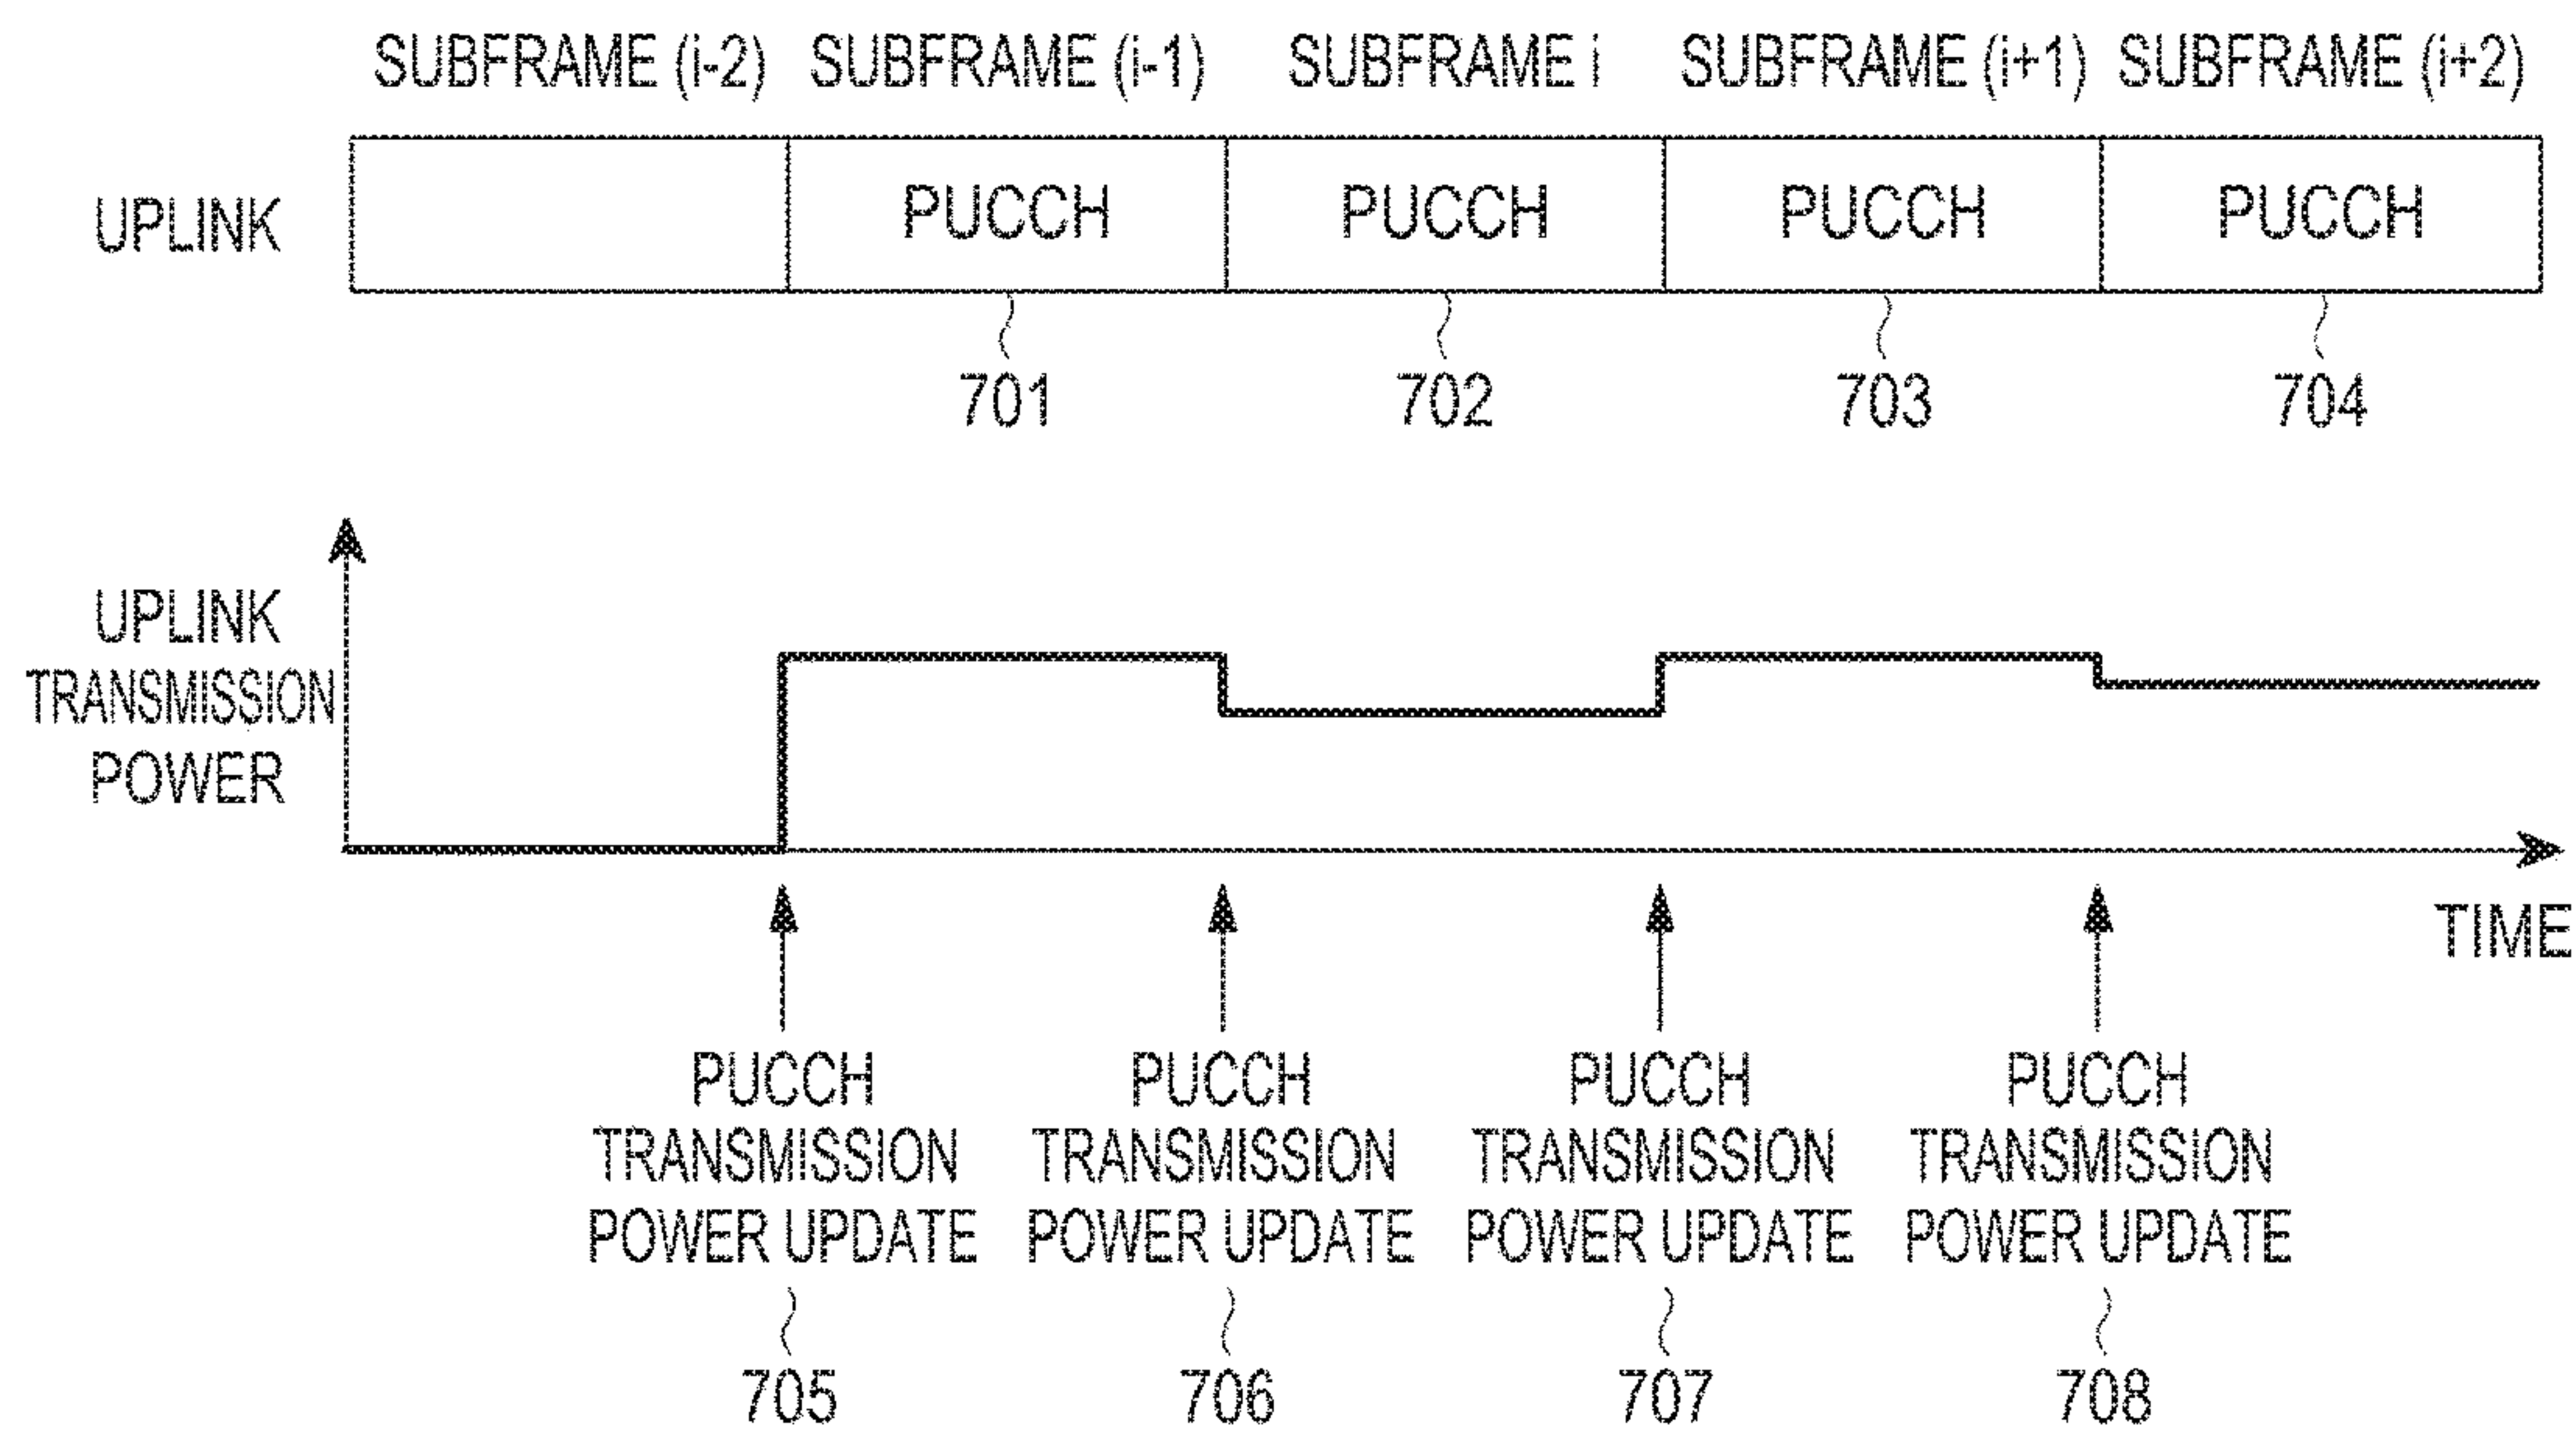 SUBFRAME (i-2) SUBFRAME (i-1) SUBFRAME i SUBFRAME (i+1) SUBFRAME (i+2)
UPLINK PUCCH PUCCH PUCCH PUCCH
701 702 703 704
UPLINK
TRANSMISSION
POWER
TIME
PUCCH
TRANSMISSION
POWER UPDATE
705
PUCCH
TRANSMISSION
POWER UPDATE
706
PUCCH
TRANSMISSION
POWER UPDATE
707
PUCCH
TRANSMISSION
POWER UPDATE
708